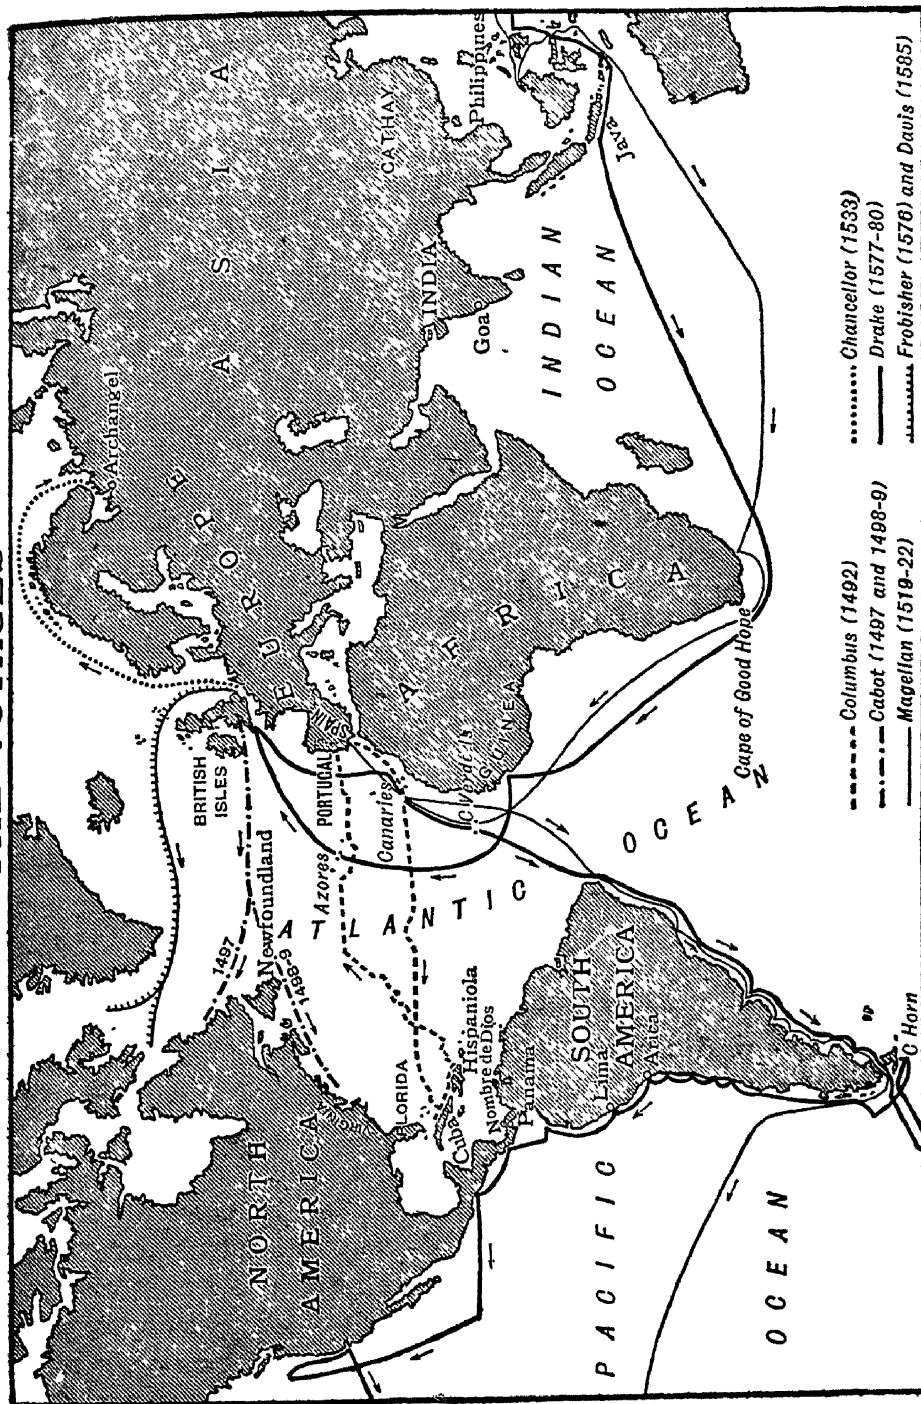 NORTH
AMERICA
VIRGINIA
FLORIDA
Cuba
Hispaniola
Nombre de Dios
Panama
SOUTH
AMERICA
Lima
Arica
C Horn
Newfoundland
1497
1498-9
ATLANTIC
OCEAN
PACIFIC
OCEAN
BRITISH
ISLES
PORTUGAL
SPAIN
Azores
Canaries
C Verde Is
GUINEA
AFRICA
Cape of Good Hope
EUROPE
Archangel
ASIA
CATHAY
INDIA
Goa
INDIAN
OCEAN
Philippines
Java
Columbus (1492)
Cabot (1497 and 1498-9)
Magellan (1519-22)
Chancellor (1533)
Drake (1577-80)
Frobisher (1576) and Davis (1585)